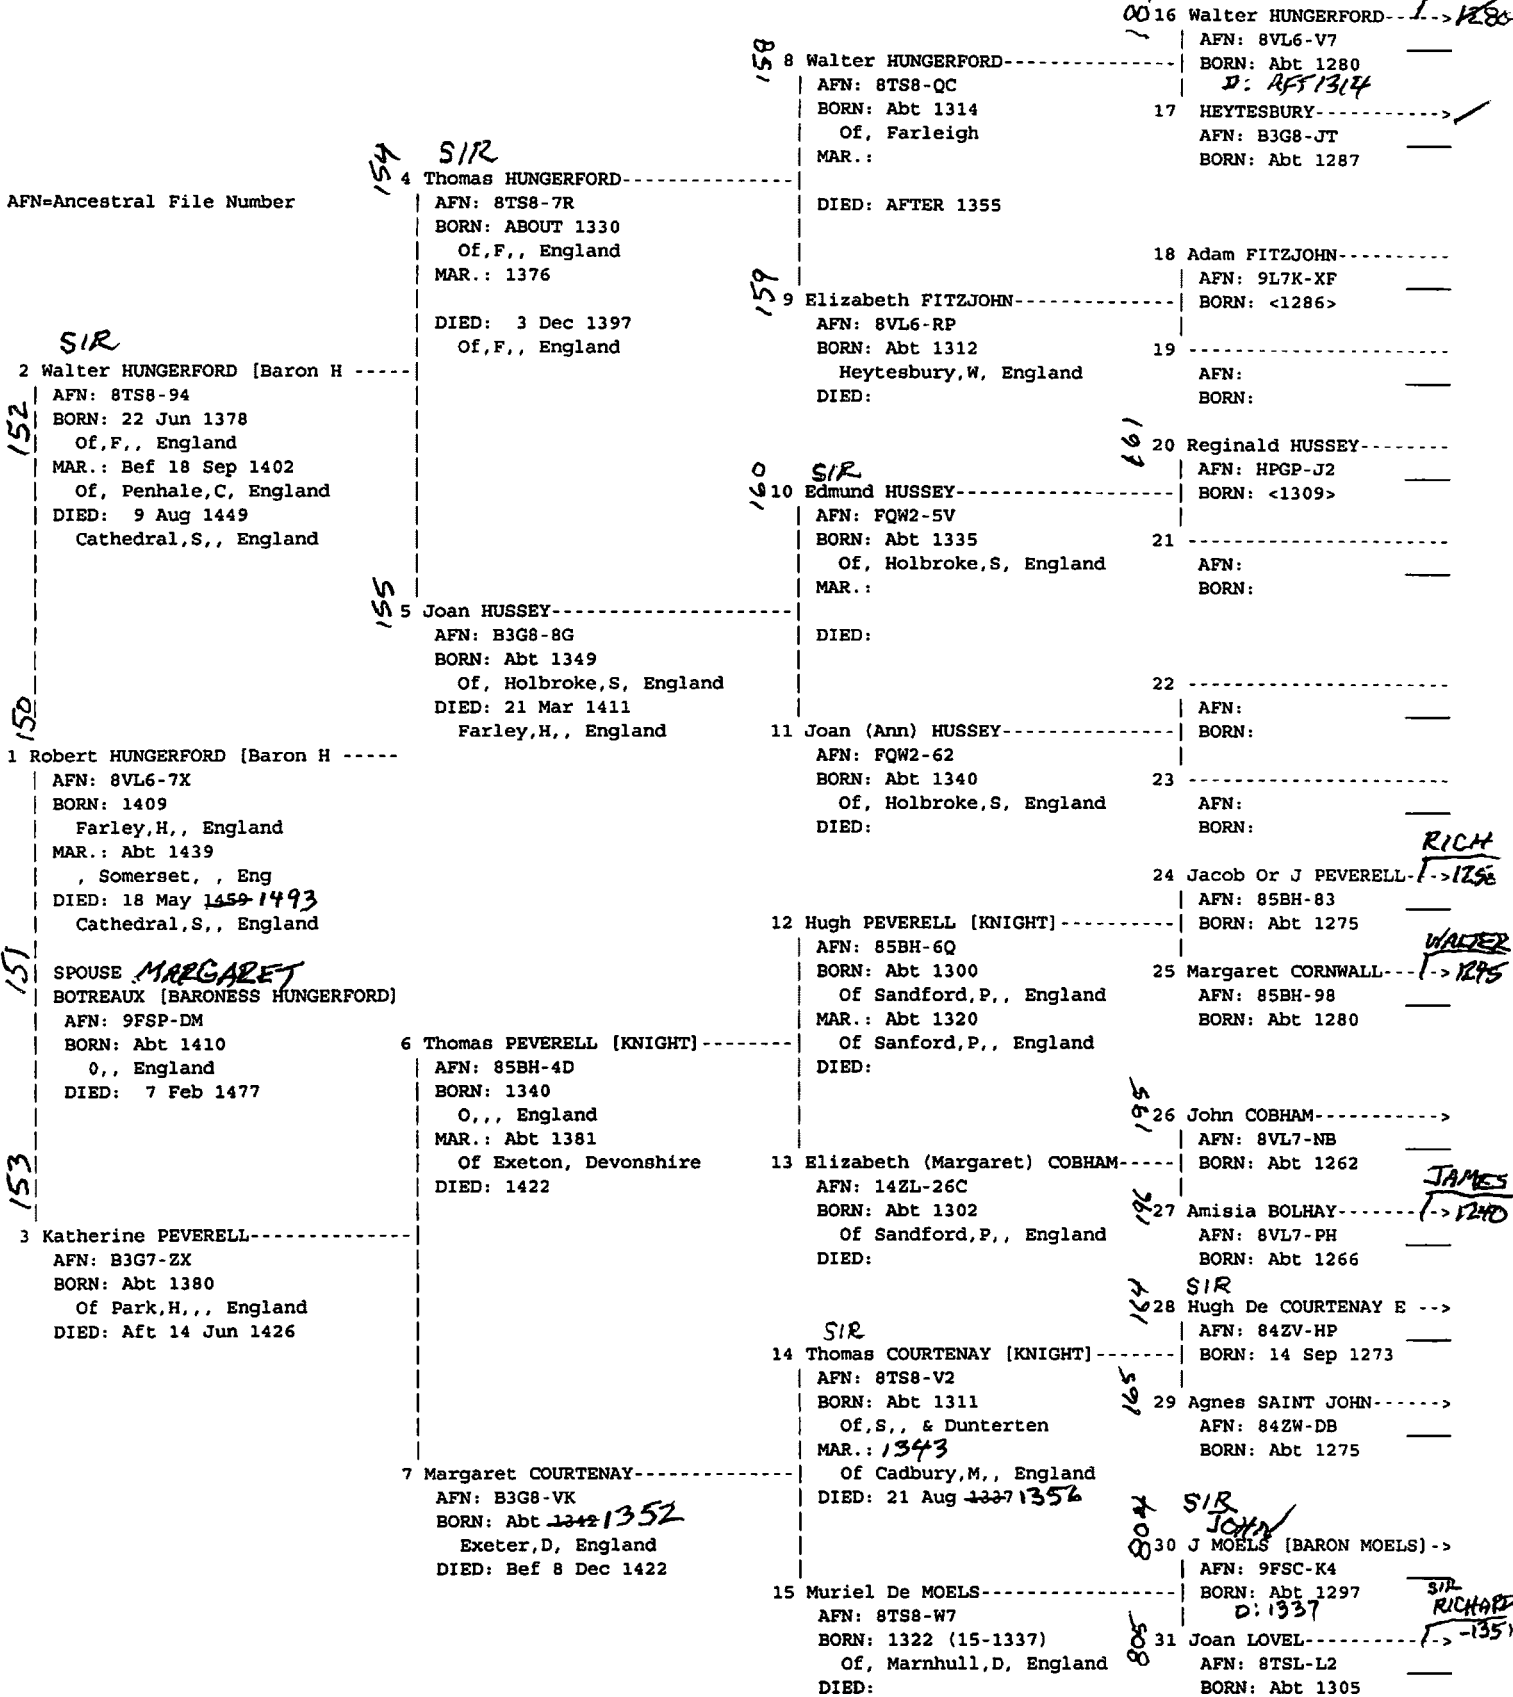 AFN=Ancestral File Number
150
1 Robert HUNGERFORD [Baron H -----
AFN: 8VL6-7X
BORN: 1409
Farley,H,, England
MAR.: Abt 1439
, Somerset, , Eng
DIED: 18 May 1459 1493
Cathedral,S,, England
151
SPOUSE MARGARET
BOTREAUX [BARONESS HUNGERFORD]
AFN: 9FSP-DM
BORN: Abt 1410
0,, England
DIED: 7 Feb 1477
152
SIR
2 Walter HUNGERFORD [Baron H -----
AFN: 8TS8-94
BORN: 22 Jun 1378
Of,F,, England
MAR.: Bef 18 Sep 1402
Of, Penhale,C, England
DIED: 9 Aug 1449
Cathedral,S,, England
153
3 Katherine PEVERELL--------------
AFN: B3G7-ZX
BORN: Abt 1380
Of Park,H,,, England
DIED: Aft 14 Jun 1426
154
SIR
4 Thomas HUNGERFORD---------------
AFN: 8TS8-7R
BORN: ABOUT 1330
Of,F,, England
MAR.: 1376
DIED: 3 Dec 1397
Of,F,, England
155
5 Joan HUSSEY---------------------
AFN: B3G8-8G
BORN: Abt 1349
Of, Holbroke,S, England
DIED: 21 Mar 1411
Farley,H,, England
6 Thomas PEVERELL [KNIGHT]--------
AFN: 85BH-4D
BORN: 1340
O,,, England
MAR.: Abt 1381
Of Exeton, Devonshire
DIED: 1422
7 Margaret COURTENAY--------------
AFN: B3G8-VK
BORN: Abt 1342 1352
Exeter,D, England
DIED: Bef 8 Dec 1422
158
8 Walter HUNGERFORD---------------
AFN: 8TS8-QC
BORN: Abt 1314
Of, Farleigh
MAR.:
DIED: AFTER 1355
159
9 Elizabeth FITZJOHN--------------
AFN: 8VL6-RP
BORN: Abt 1312
Heytesbury,W, England
DIED:
160
SIR
10 Edmund HUSSEY-------------------
AFN: FQW2-5V
BORN: Abt 1335
Of, Holbroke,S, England
MAR.:
DIED:
11 Joan (Ann) HUSSEY---------------
AFN: FQW2-62
BORN: Abt 1340
Of, Holbroke,S, England
DIED:
12 Hugh PEVERELL [KNIGHT]----------
AFN: 85BH-6Q
BORN: Abt 1300
Of Sandford,P,, England
MAR.: Abt 1320
Of Sanford,P,, England
DIED:
13 Elizabeth (Margaret) COBHAM-----
AFN: 14ZL-26C
BORN: Abt 1302
Of Sandford,P,, England
DIED:
SIR
14 Thomas COURTENAY [KNIGHT]-------
AFN: 8TS8-V2
BORN: Abt 1311
Of,S,, & Dunterten
MAR.: 1343
Of Cadbury,M,, England
DIED: 21 Aug 1337 1356
15 Muriel De MOELS-----------------
AFN: 8TS8-W7
BORN: 1322 (15-1337)
Of, Marnhull,D, England
DIED:
16 Walter HUNGERFORD-----> 1280
AFN: 8VL6-V7
BORN: Abt 1280
D: AFT 1314
17 HEYTESBURY----------->
AFN: B3G8-JT
BORN: Abt 1287
18 Adam FITZJOHN----------
AFN: 9L7K-XF
BORN: <1286>
19 ----------------------
AFN:
BORN:
20 Reginald HUSSEY--------
AFN: HPGP-J2
BORN: <1309>
21 ----------------------
AFN:
BORN:
22 ----------------------
AFN:
BORN:
23 ----------------------
AFN:
BORN:
RICH
24 Jacob Or J PEVERELL--->
AFN: 85BH-83
BORN: Abt 1275
WALTER
25 Margaret CORNWALL-----> 1295
AFN: 85BH-98
BORN: Abt 1280
195
26 John COBHAM----------->
AFN: 8VL7-NB
BORN: Abt 1262
JAMES
196
27 Amisia BOLHAY--------> 1240
AFN: 8VL7-PH
BORN: Abt 1266
164
SIR
28 Hugh De COURTENAY E -->
AFN: 84ZV-HP
BORN: 14 Sep 1273
165
29 Agnes SAINT JOHN------>
AFN: 84ZW-DB
BORN: Abt 1275
804
SIR
JOHN
30 J MOELS [BARON MOELS]->
AFN: 9FSC-K4
BORN: Abt 1297
D: 1337
SIR
RICHARD
805
31 Joan LOVEL-----------> -1351
AFN: 8TSL-L2
BORN: Abt 1305